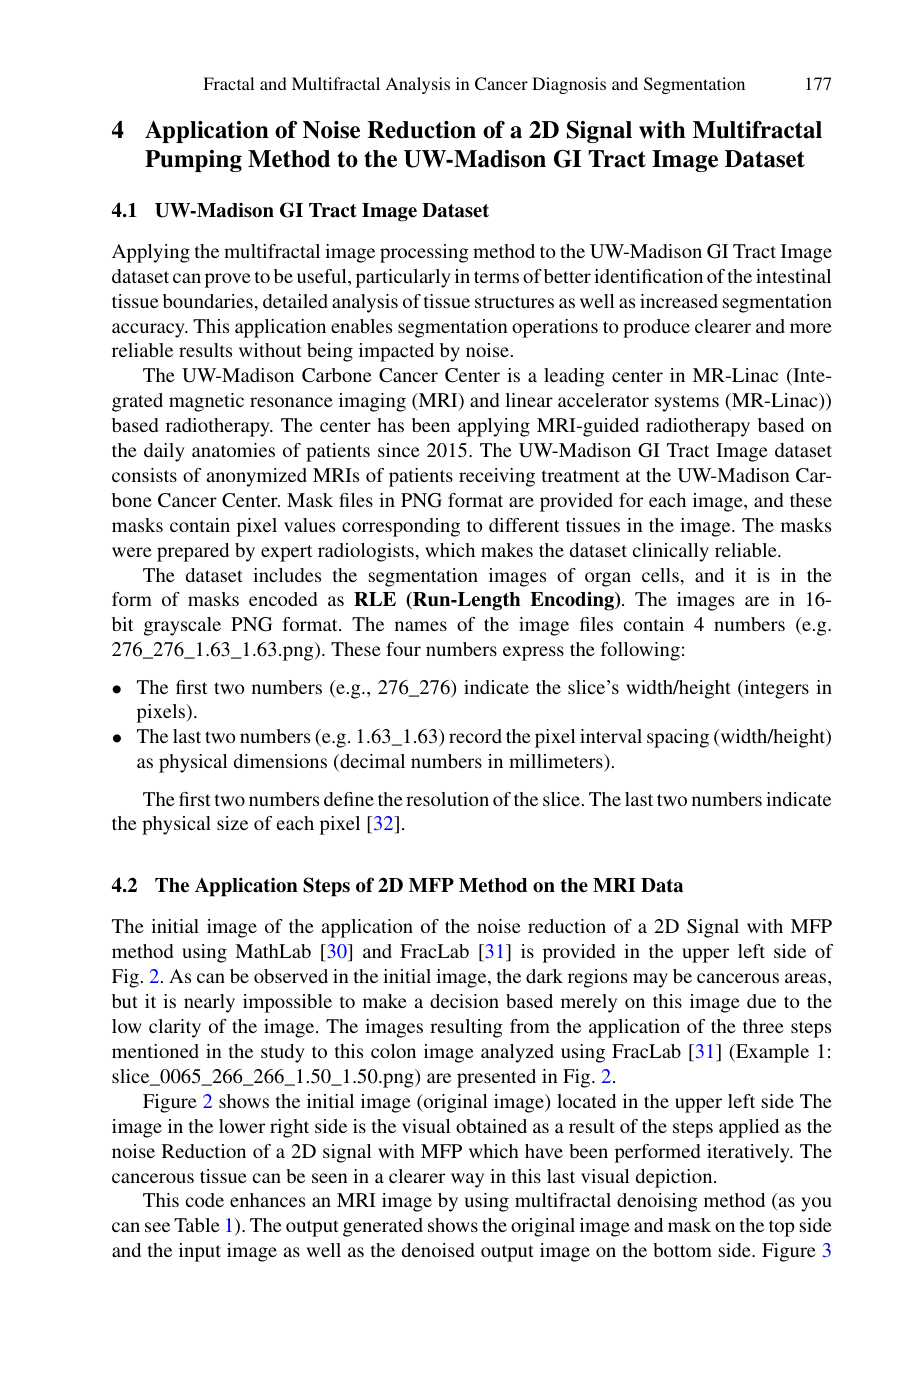 Fractal and Multifractal Analysis in Cancer Diagnosis and Segmentation 177
4 Application of Noise Reduction of a 2D Signal with Multifractal
Pumping Method to the UW-Madison GI Tract Image Dataset
4.1 UW-Madison GI Tract Image Dataset
Applying the multifractal image processing method to the UW-Madison GI Tract Image
dataset can prove to be useful, particularly in terms of better identification of the intestinal
tissue boundaries, detailed analysis of tissue structures as well as increased segmentation
accuracy. This application enables segmentation operations to produce clearer and more
reliable results without being impacted by noise.
The UW-Madison Carbone Cancer Center is a leading center in MR-Linac (Inte-
grated magnetic resonance imaging (MRI) and linear accelerator systems (MR-Linac))
based radiotherapy. The center has been applying MRI-guided radiotherapy based on
the daily anatomies of patients since 2015. The UW-Madison GI Tract Image dataset
consists of anonymized MRIs of patients receiving treatment at the UW-Madison Car-
bone Cancer Center. Mask files in PNG format are provided for each image, and these
masks contain pixel values corresponding to different tissues in the image. The masks
were prepared by expert radiologists, which makes the dataset clinically reliable.
The dataset includes the segmentation images of organ cells, and it is in the
form of masks encoded as RLE (Run-Length Encoding). The images are in 16-
bit grayscale PNG format. The names of the image files contain 4 numbers (e.g.
276_276_1.63_1.63.png). These four numbers express the following:
• The first two numbers (e.g., 276_276) indicate the slice's width/height (integers in
pixels).
• The last two numbers (e.g. 1.63_1.63) record the pixel interval spacing (width/height)
as physical dimensions (decimal numbers in millimeters).
The first two numbers define the resolution of the slice. The last two numbers indicate
the physical size of each pixel [32].
4.2 The Application Steps of 2D MFP Method on the MRI Data
The initial image of the application of the noise reduction of a 2D Signal with MFP
method using MathLab [30] and FracLab [31] is provided in the upper left side of
Fig. 2. As can be observed in the initial image, the dark regions may be cancerous areas,
but it is nearly impossible to make a decision based merely on this image due to the
low clarity of the image. The images resulting from the application of the three steps
mentioned in the study to this colon image analyzed using FracLab [31] (Example 1:
slice_0065_266_266_1.50_1.50.png) are presented in Fig. 2.
Figure 2 shows the initial image (original image) located in the upper left side The
image in the lower right side is the visual obtained as a result of the steps applied as the
noise Reduction of a 2D signal with MFP which have been performed iteratively. The
cancerous tissue can be seen in a clearer way in this last visual depiction.
This code enhances an MRI image by using multifractal denoising method (as you
can see Table 1). The output generated shows the original image and mask on the top side
and the input image as well as the denoised output image on the bottom side. Figure 3